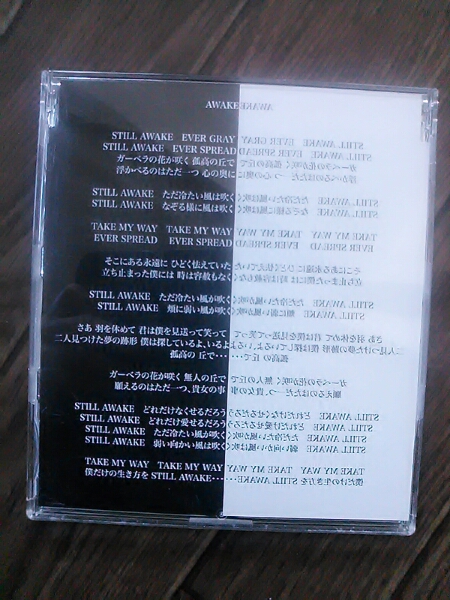 AWAKE
STILL AWAKE EVER GRAY
STILL AWAKE EVER SPREAD
ガーベラの花が咲く 孤高の丘で
浮かべるのはただ一つ 心の奥に
STILL AWAKE ただ冷たい風は吹く
STILL AWAKE なぞる様に風は吹く
TAKE MY WAY TAKE MY WAY
EVER SPREAD EVER SPREAD
そこにある永遠に ひどく怯えていた
立ち止まった僕には 時は容赦もなく
STILL AWAKE ただ冷たい風が吹く
STILL AWAKE 頬に弱い風が吹く
さあ 羽を休めて 君は僕を見送って笑って
二人見つけた夢の跡形 僕は探しているよ、いるよ
孤高の 丘で・・・・
ガーベラの花が咲く 無人の丘で
願えるのはただ一つ、貴女の事
STILL AWAKE どれだけなくせるだろう
STILL AWAKE どれだけ愛せるだろう
STILL AWAKE ただ冷たい風が吹く
STILL AWAKE 弱い向かい風は吹く
TAKE MY WAY TAKE MY WAY
僕だけの生き方を STILL AWAKE・・・・・